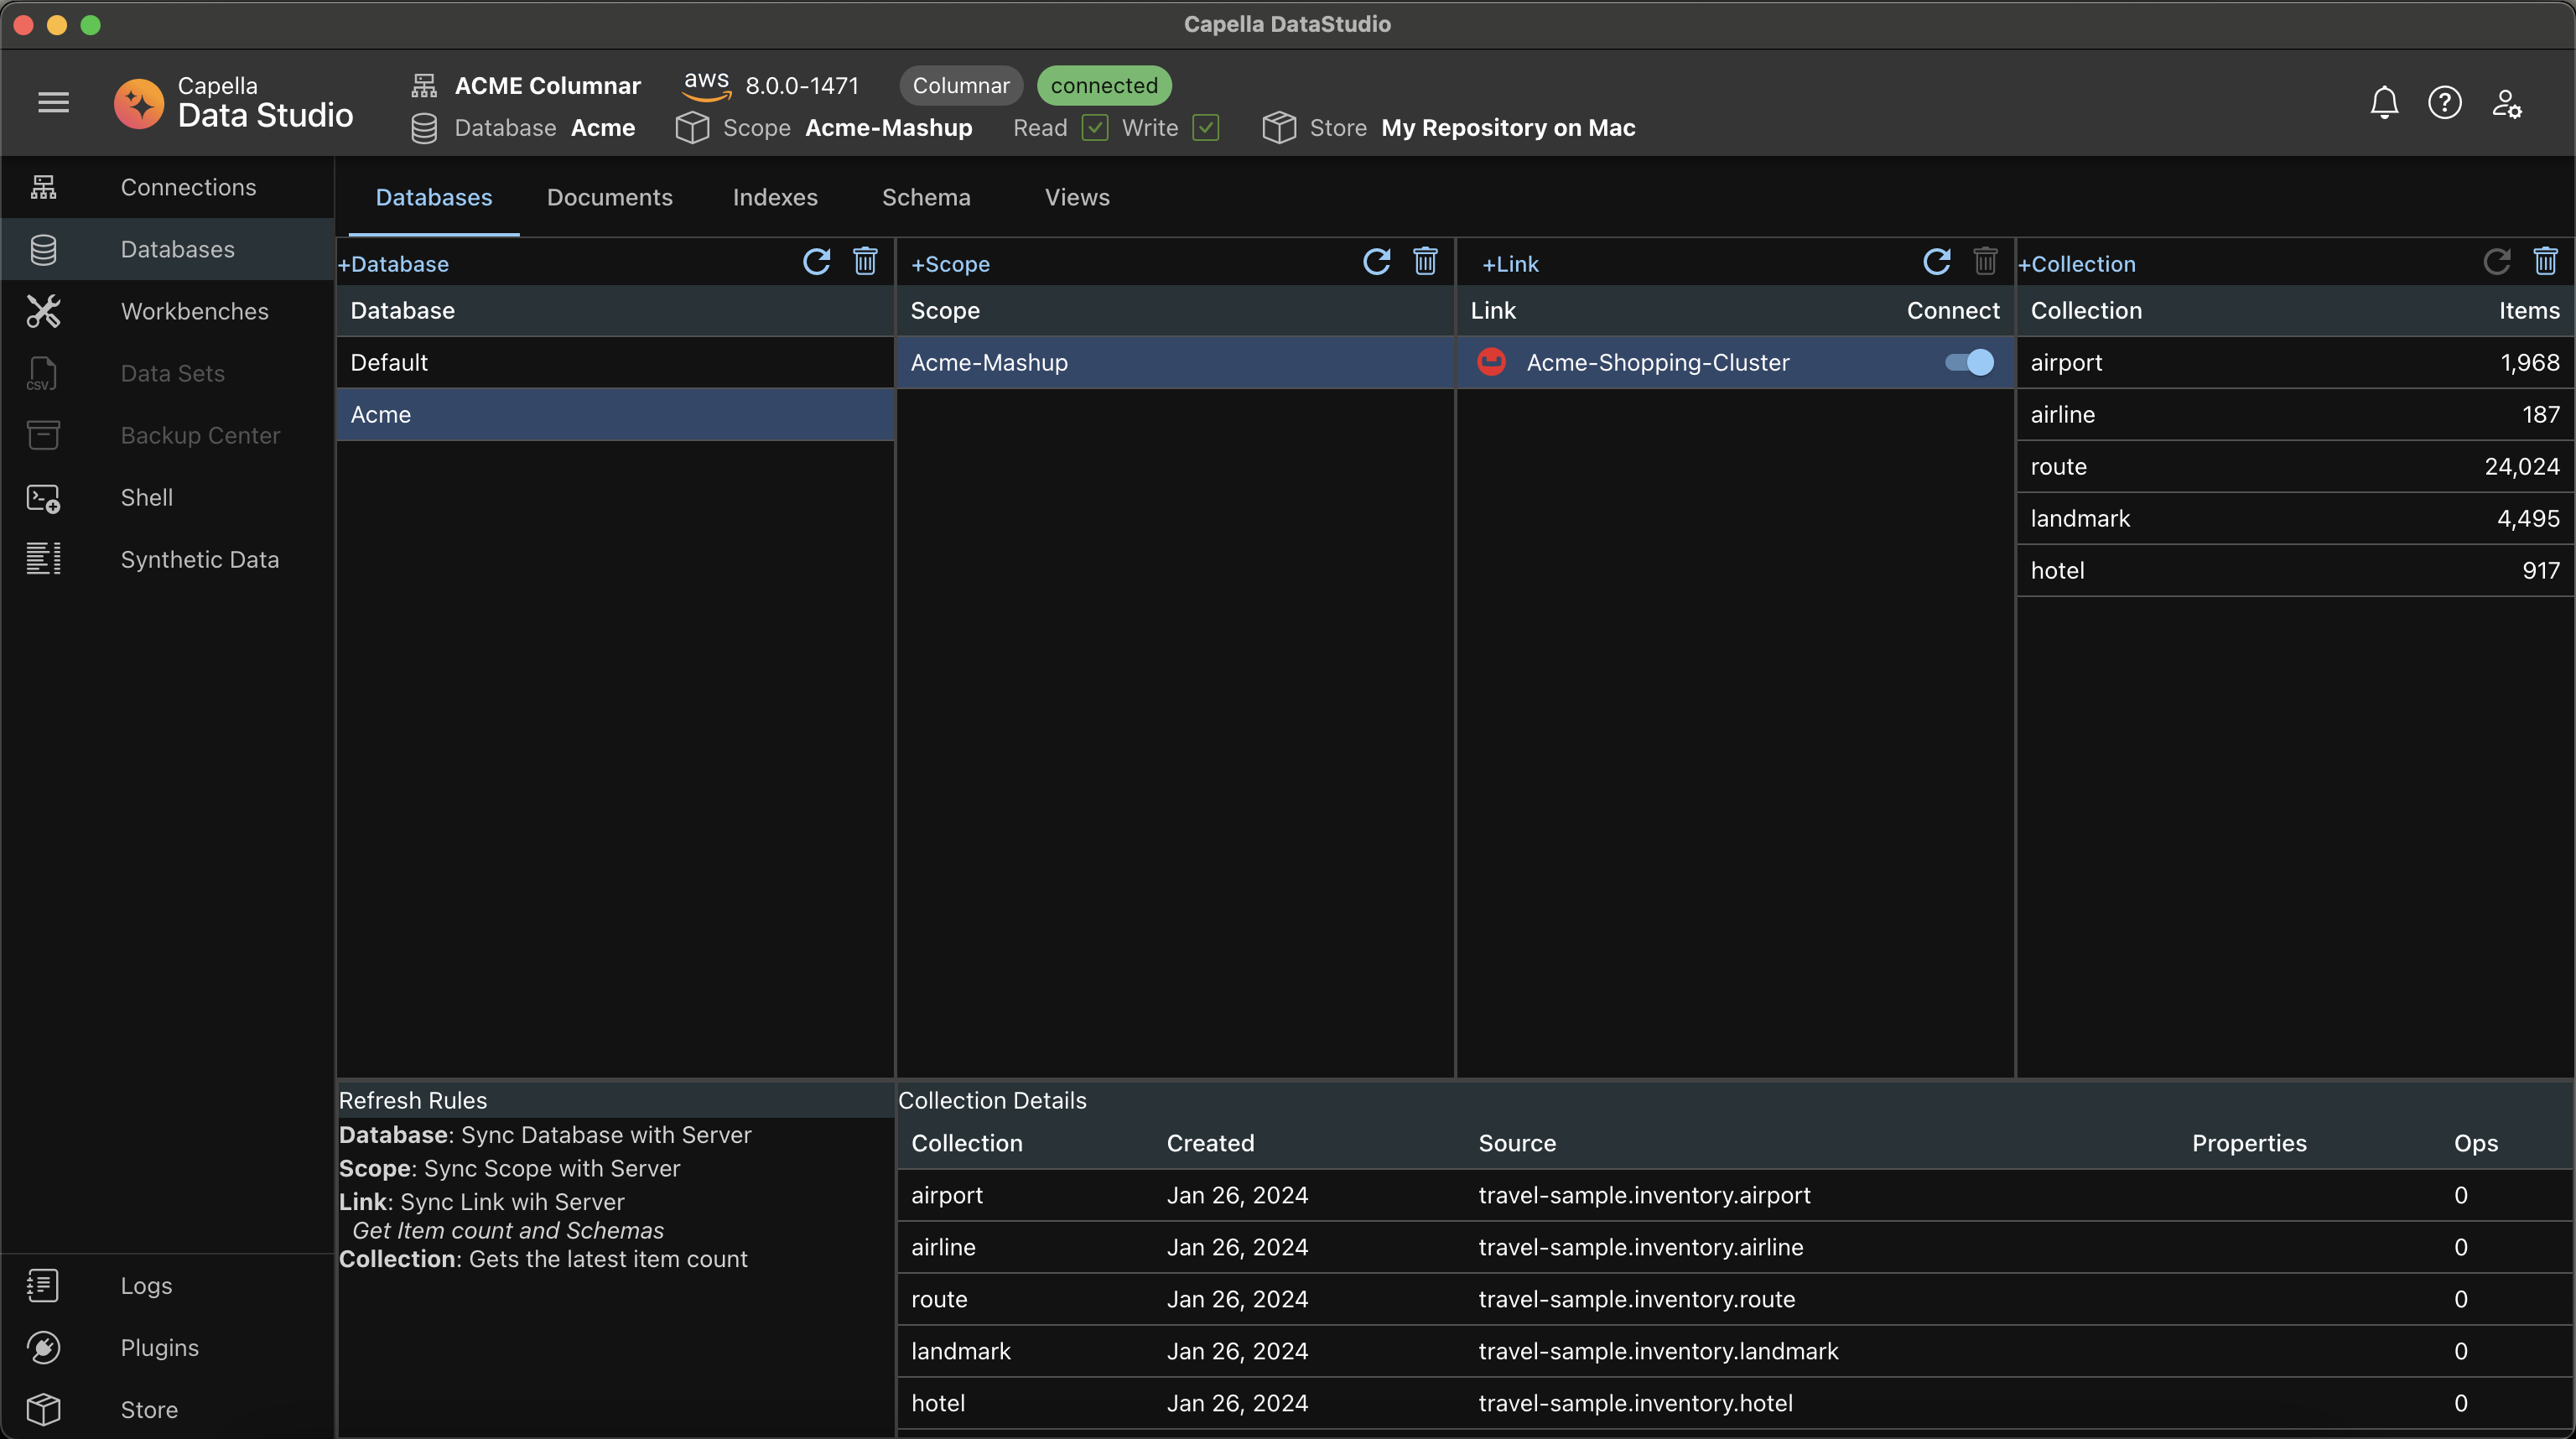 Capella DataStudio
Capella
Data Studio
ACME Columnar aws 8.0.0-1471 Columnar connected
Database Acme Scope Acme-Mashup Read Write Store My Repository on Mac
Connections
Databases
Workbenches
CSV Data Sets
Backup Center
Shell
Synthetic Data
Logs
Plugins
Store
Databases Documents Indexes Schema Views
+Database
Database
Default
Acme
+Scope
Scope
Acme-Mashup
+Link
Link Connect
Acme-Shopping-Cluster
+Collection
Collection Items
airport 1,968
airline 187
route 24,024
landmark 4,495
hotel 917
Refresh Rules
Database: Sync Database with Server
Scope: Sync Scope with Server
Link: Sync Link wih Server
Get Item count and Schemas
Collection: Gets the latest item count
Collection Details
Collection Created Source Properties Ops
airport Jan 26, 2024 travel-sample.inventory.airport 0
airline Jan 26, 2024 travel-sample.inventory.airline 0
route Jan 26, 2024 travel-sample.inventory.route 0
landmark Jan 26, 2024 travel-sample.inventory.landmark 0
hotel Jan 26, 2024 travel-sample.inventory.hotel 0